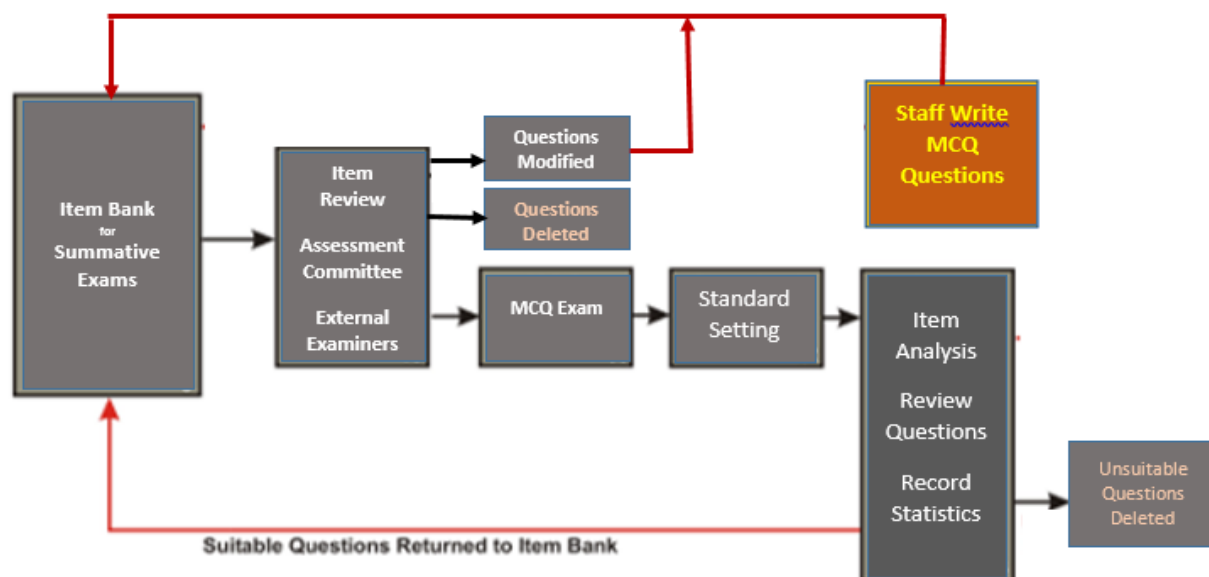 Staff Write
MCQ
Questions
Questions
Modified
Item
Review
Assessment
Committee
External
Examiners
Item Bank
for
Summative
Exams
Questions
Deleted
MCQ Exam
Standard
Setting
Item
Analysis
Review
Questions
Record
Statistics
Unsuitable
Questions
Deleted
Suitable Questions Returned to Item Bank